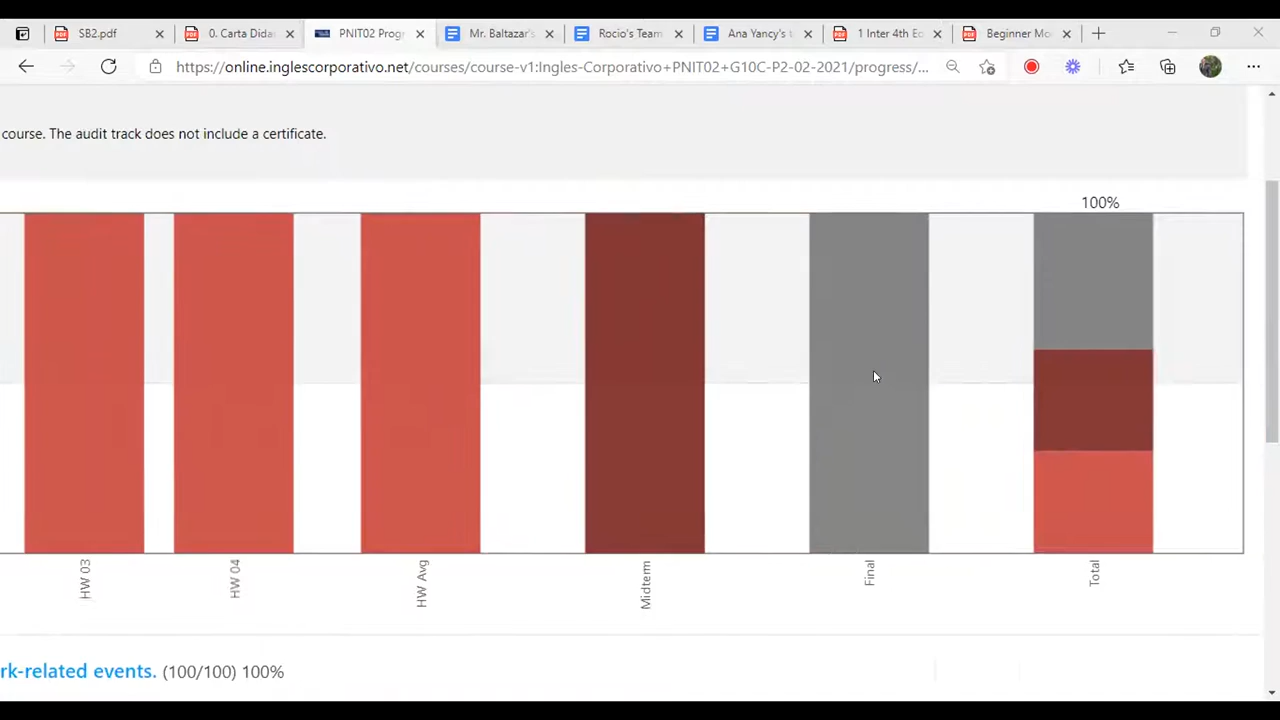 SB2.pdf
0. Carta Didá
PNIT02 Progr
Mr. Baltazar's
Rocio's Team
Ana Yancy's
1 Inter 4th Ed
Beginner Mo
https://online.inglescorporativo.net/courses/course-v1:Ingles-Corporativo+PNIT02+G10C-P2-02-2021/progress/...
course. The audit track does not include a certificate.
100%
HW 03
HW 04
HW Avg
Midterm
Final
Total
rk-related events. (100/100) 100%